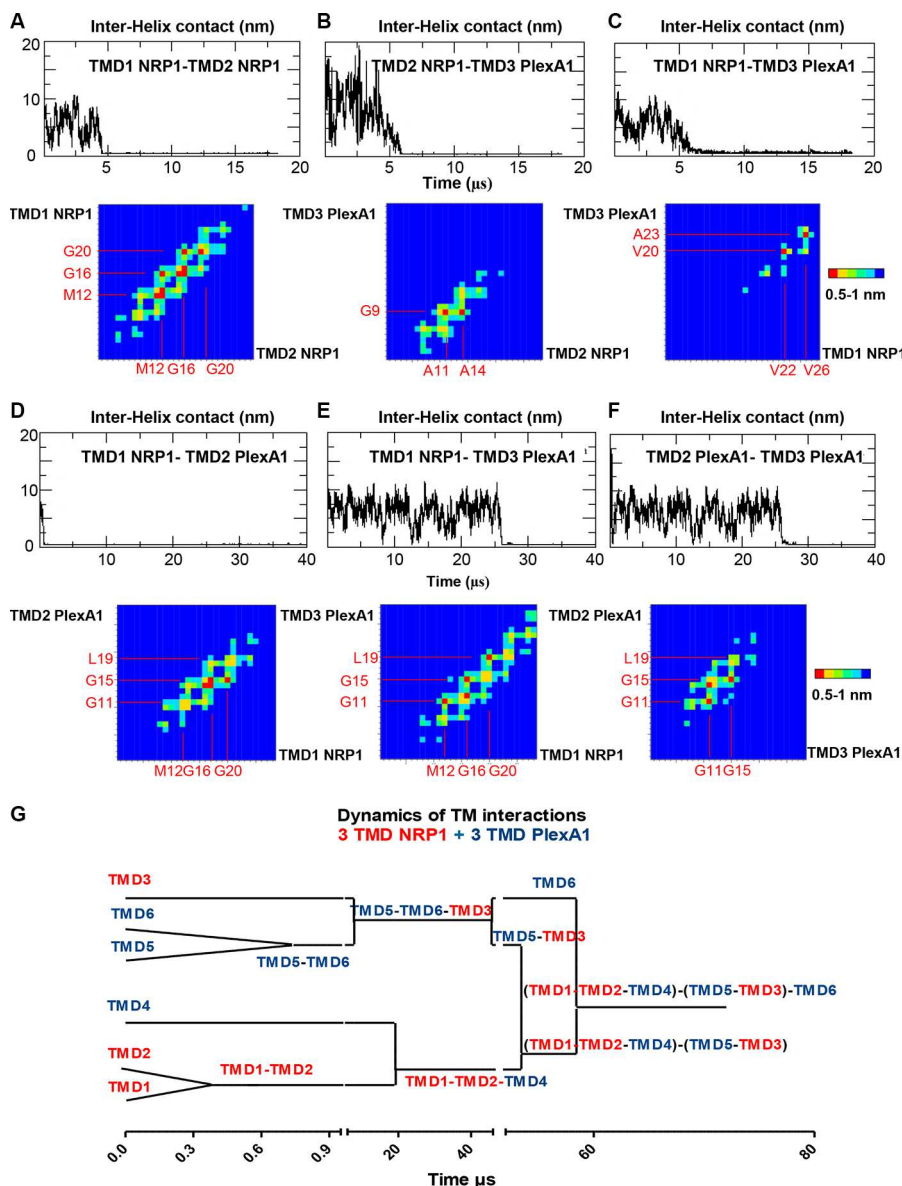 A
B
C
Inter-Helix contact (nm)
Inter-Helix contact (nm)
Inter-Helix contact (nm)
TMD1 NRP1-TMD2 NRP1
TMD2 NRP1-TMD3 PlexA1
TMD1 NRP1-TMD3 PlexA1
20
10
0
5
10
15
20
5
10
15
20
5
10
15
20
Time (µs)
TMD1 NRP1
G20
G16
M12
M12 G16 G20
TMD2 NRP1
TMD3 PlexA1
G9
A11 A14
TMD2 NRP1
TMD3 PlexA1
A23
V20
V22 V26
TMD1 NRP1
0.5-1 nm
D
E
F
Inter-Helix contact (nm)
Inter-Helix contact (nm)
Inter-Helix contact (nm)
TMD1 NRP1- TMD2 PlexA1
TMD1 NRP1- TMD3 PlexA1
TMD2 PlexA1- TMD3 PlexA1
20
10
0
10
20
30
40
10
20
30
40
10
20
30
40
Time (µs)
TMD2 PlexA1
L19
G15
G11
M12G16 G20
TMD1 NRP1
TMD3 PlexA1
L19
G15
G11
M12 G16 G20
TMD1 NRP1
TMD2 PlexA1
L19
G15
G11
G11G15
TMD3 PlexA1
0.5-1 nm
G
Dynamics of TM interactions
3 TMD NRP1 + 3 TMD PlexA1
TMD3
TMD6
TMD6
TMD5-TMD6-TMD3
TMD5
TMD5-TMD3
TMD5-TMD6
(TMD1-TMD2-TMD4)-(TMD5-TMD3)-TMD6
TMD4
(TMD1-TMD2-TMD4)-(TMD5-TMD3)
TMD2
TMD1-TMD2
TMD1
TMD1-TMD2-TMD4
0.0
0.3
0.6
0.9
20
40
60
80
Time µs